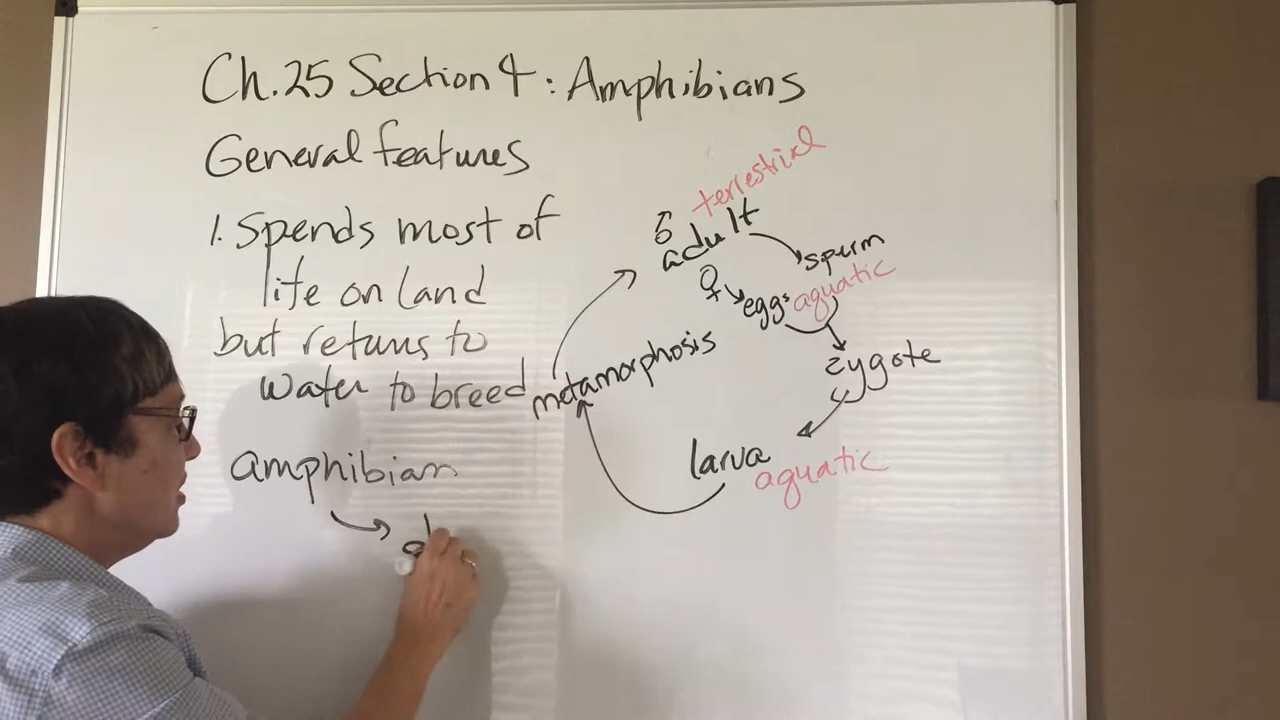 Ch. 25 Section 4: Amphibians
General features
1. Spends most of
life on land
but returns to
water to breed
amphibian
terrestrial
♂
adult
♀
sperm
eggs aquatic
zygote
larva
aquatic
metamorphosis